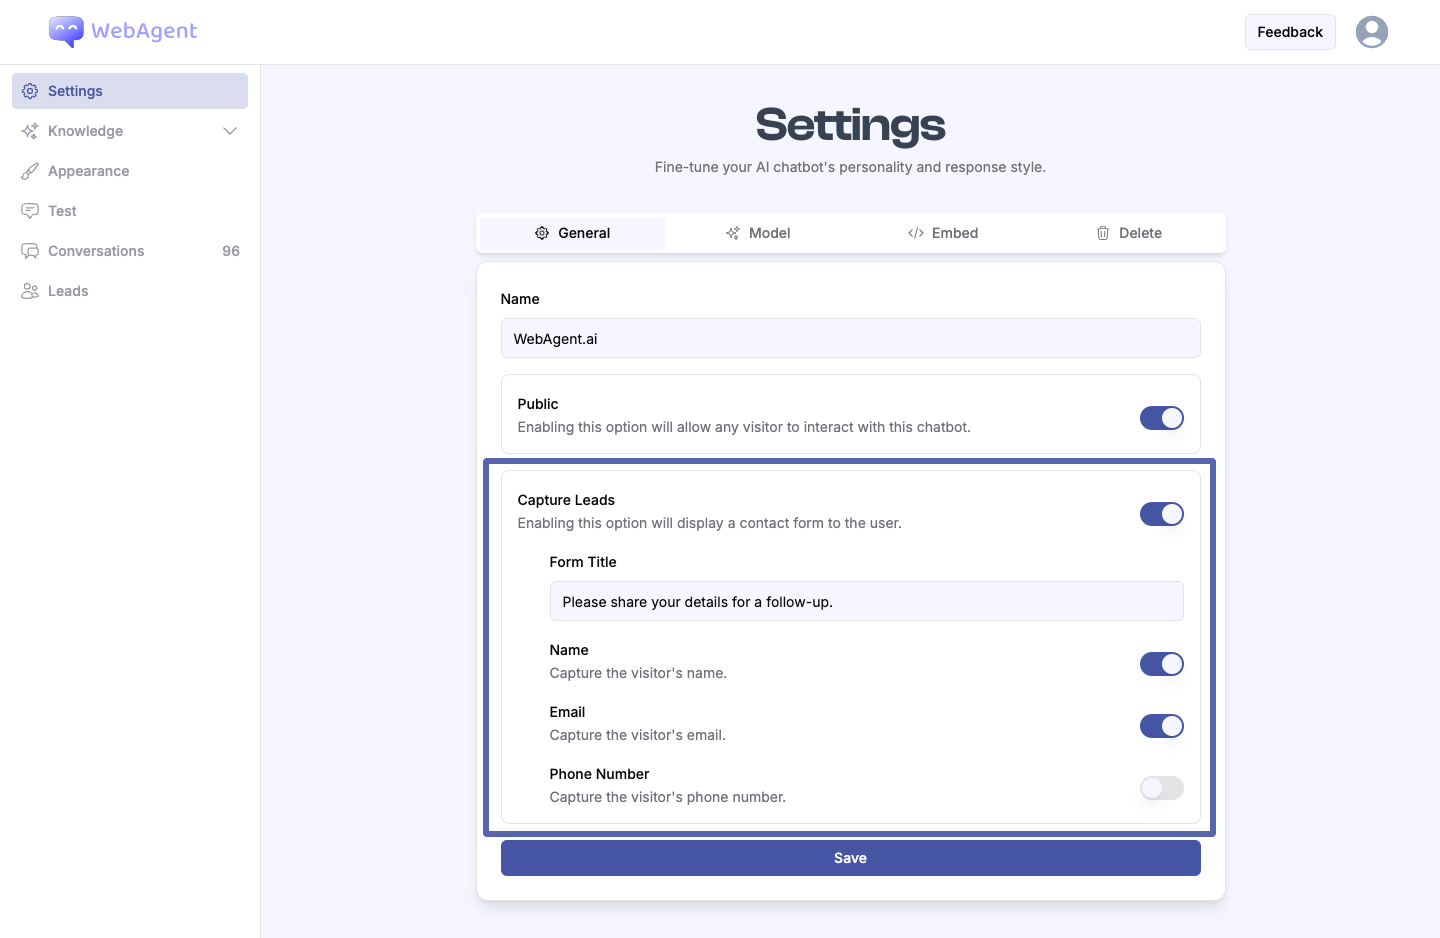 WebAgent
Feedback
Settings
Knowledge
Appearance
Test
Conversations 96
Leads
Settings
Fine-tune your AI chatbot's personality and response style.
General Model Embed Delete
Name
WebAgent.ai
Public
Enabling this option will allow any visitor to interact with this chatbot.
Capture Leads
Enabling this option will display a contact form to the user.
Form Title
Please share your details for a follow-up.
Name
Capture the visitor's name.
Email
Capture the visitor's email.
Phone Number
Capture the visitor's phone number.
Save